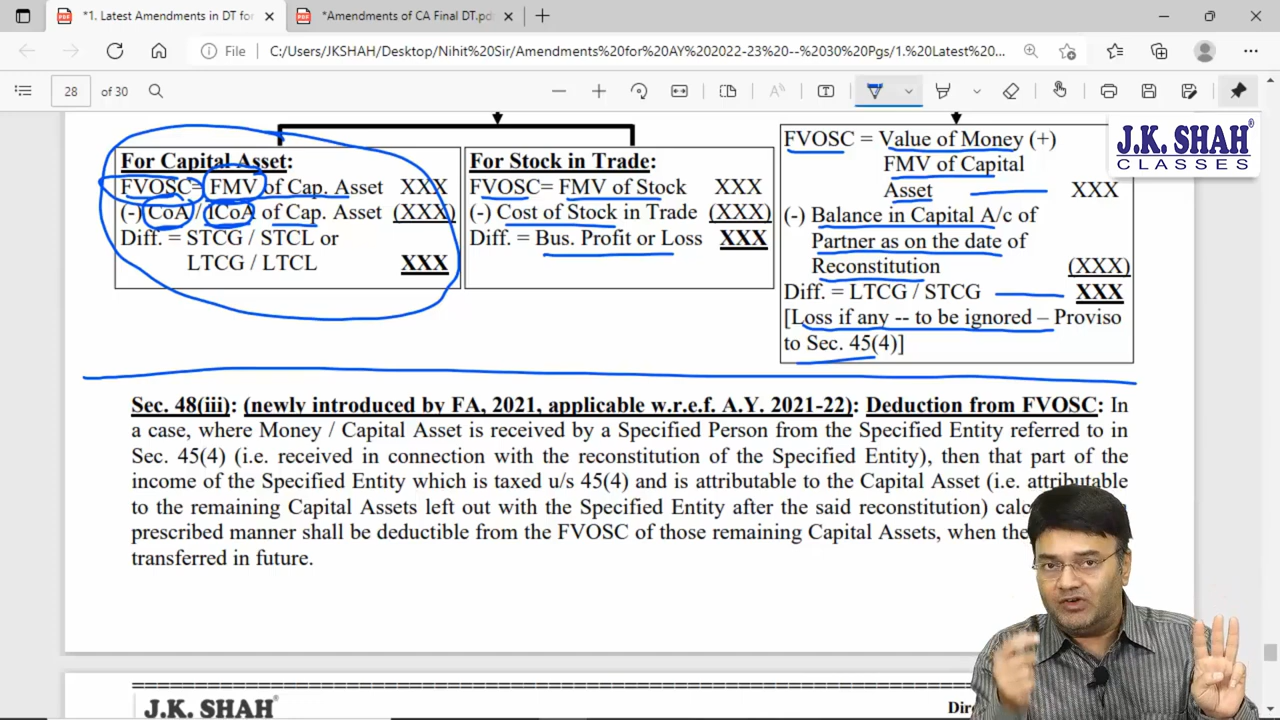 *1. Latest Amendments in DT for
*Amendments of CA Final DT.pdf
File
C:/Users/JKSHAH/Desktop/Nihit%20Sir/Amendments%20for%20AY%202022-23%20--%2030%20Pgs/1.%20Latest%20...
28 of 30
J.K. SHAH®
CLASSES
For Capital Asset:
FVOSC= FMV of Cap. Asset XXX
(-) CoA / ICoA of Cap. Asset (XXX)
Diff. = STCG / STCL or
LTCG / LTCL XXX
For Stock in Trade:
FVOSC= FMV of Stock XXX
(-) Cost of Stock in Trade (XXX)
Diff. = Bus. Profit or Loss XXX
FVOSC = Value of Money (+)
FMV of Capital
Asset XXX
(-) Balance in Capital A/c of
Partner as on the date of
Reconstitution (XXX)
Diff. = LTCG / STCG XXX
[Loss if any -- to be ignored – Proviso
to Sec. 45(4)]
Sec. 48(iii): (newly introduced by FA, 2021, applicable w.r.e.f. A.Y. 2021-22): Deduction from FVOSC: In
a case, where Money / Capital Asset is received by a Specified Person from the Specified Entity referred to in
Sec. 45(4) (i.e. received in connection with the reconstitution of the Specified Entity), then that part of the
income of the Specified Entity which is taxed u/s 45(4) and is attributable to the Capital Asset (i.e. attributable
to the remaining Capital Assets left out with the Specified Entity after the said reconstitution)
prescribed manner shall be deductible from the FVOSC of those remaining Capital Assets, when
transferred in future.
J.K. SHAH®